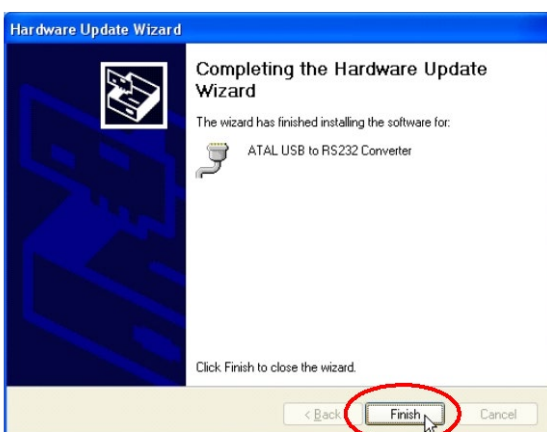 Hardware Update Wizard
Completing the Hardware Update
Wizard
The wizard has finished installing the software for:
ATAL USB to RS232 Converter
Click Finish to close the wizard.
< Back
Finish
Cancel